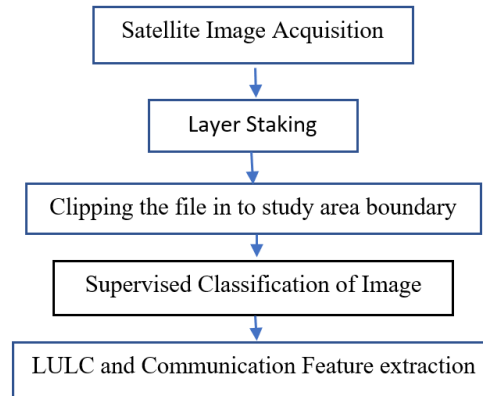 Satellite Image Acquisition
Layer Staking
Clipping the file in to study area boundary
Supervised Classification of Image
LULC and Communication Feature extraction